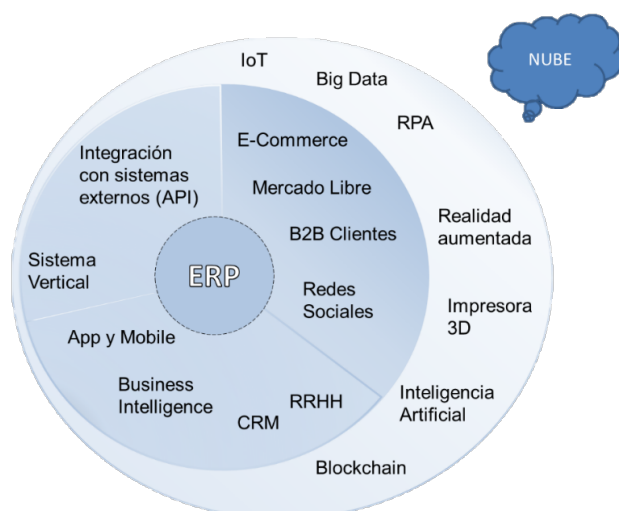 IoT
NUBE
Big Data
RPA
E-Commerce
Integración
con sistemas
externos (API)
Mercado Libre
B2B Clientes
Realidad
aumentada
Sistema
Vertical
ERP
Redes
Sociales
Impresora
3D
App y Mobile
Business
Intelligence
RRHH
CRM
Inteligencia
Artificial
Blockchain